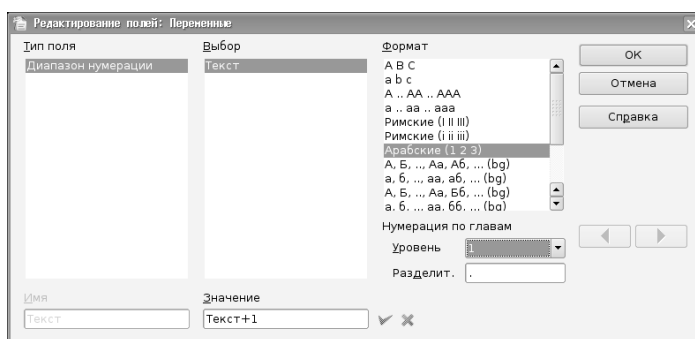 Редактирование полей: Переменные
Тип поля
Диапазон нумерации
Выбор
Текст
Формат
A B C
a b c
A .. AA .. AAA
a .. aa .. aaa
Римские (I II III)
Римские (i ii iii)
Арабские (1 2 3)
А, Б, .., Аа, Аб, ... (bg)
а, б, .., аа, аб, ... (bg)
А, Б, .., Аа, Бб, ... (bg)
а, б, .., аа, бб, ... (bg)
Нумерация по главам
Уровень 1
Разделит. .
Имя
Текст
Значение
Текст+1
OK
Отмена
Справка